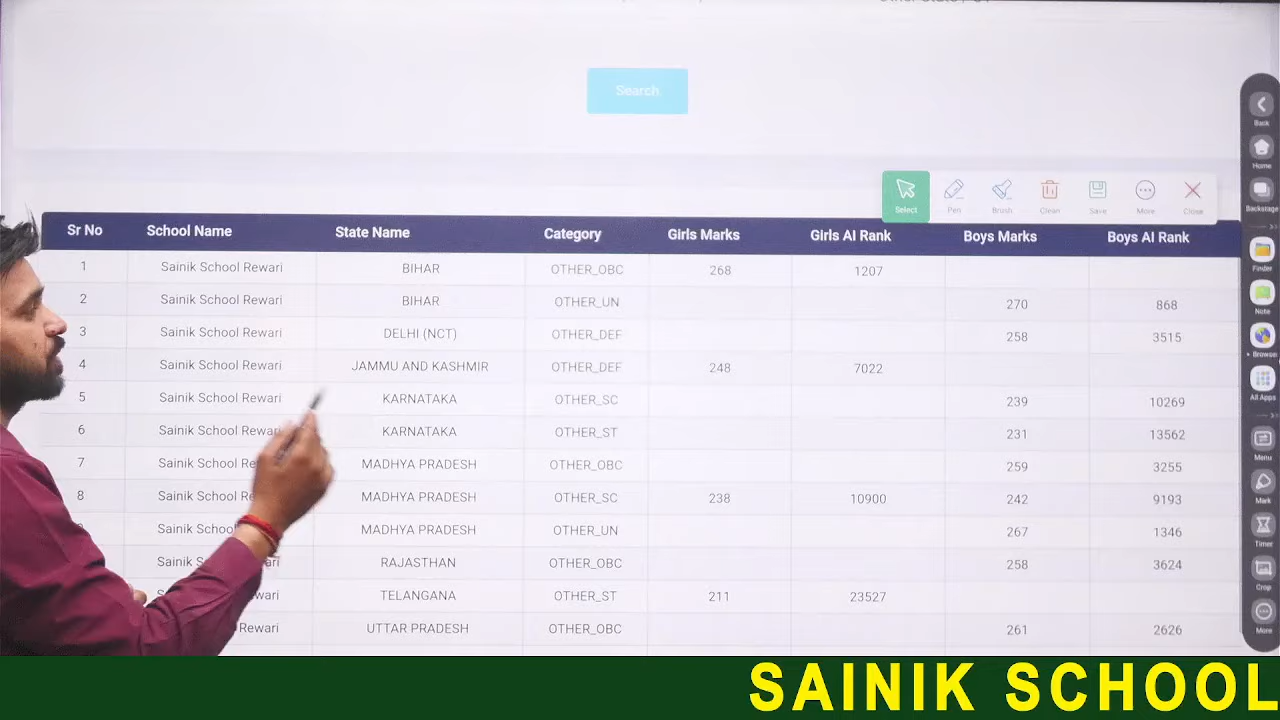 Search
Select Pen Brush Clean Save More Close
Back
Home
Backstage
Finder
Note
Browser
All Apps
Menu
Mark
Timer
Crop
More
Sr No School Name State Name Category Girls Marks Girls AI Rank Boys Marks Boys AI Rank
1 Sainik School Rewari BIHAR OTHER_OBC 268 1207
2 Sainik School Rewari BIHAR OTHER_UN 270 868
3 Sainik School Rewari DELHI (NCT) OTHER_DEF 258 3515
4 Sainik School Rewari JAMMU AND KASHMIR OTHER_DEF 248 7022
5 Sainik School Rewari KARNATAKA OTHER_SC 239 10269
6 Sainik School Rewari KARNATAKA OTHER_ST 231 13562
7 Sainik School MADHYA PRADESH OTHER_OBC 259 3255
8 Sainik School MADHYA PRADESH OTHER_SC 238 10900 242 9193
Sainik MADHYA PRADESH OTHER_UN 267 1346
Sainik RAJASTHAN OTHER_OBC 258 3624
TELANGANA OTHER_ST 211 23527
Rewari UTTAR PRADESH OTHER_OBC 261 2626
SAINIK SCHOOL